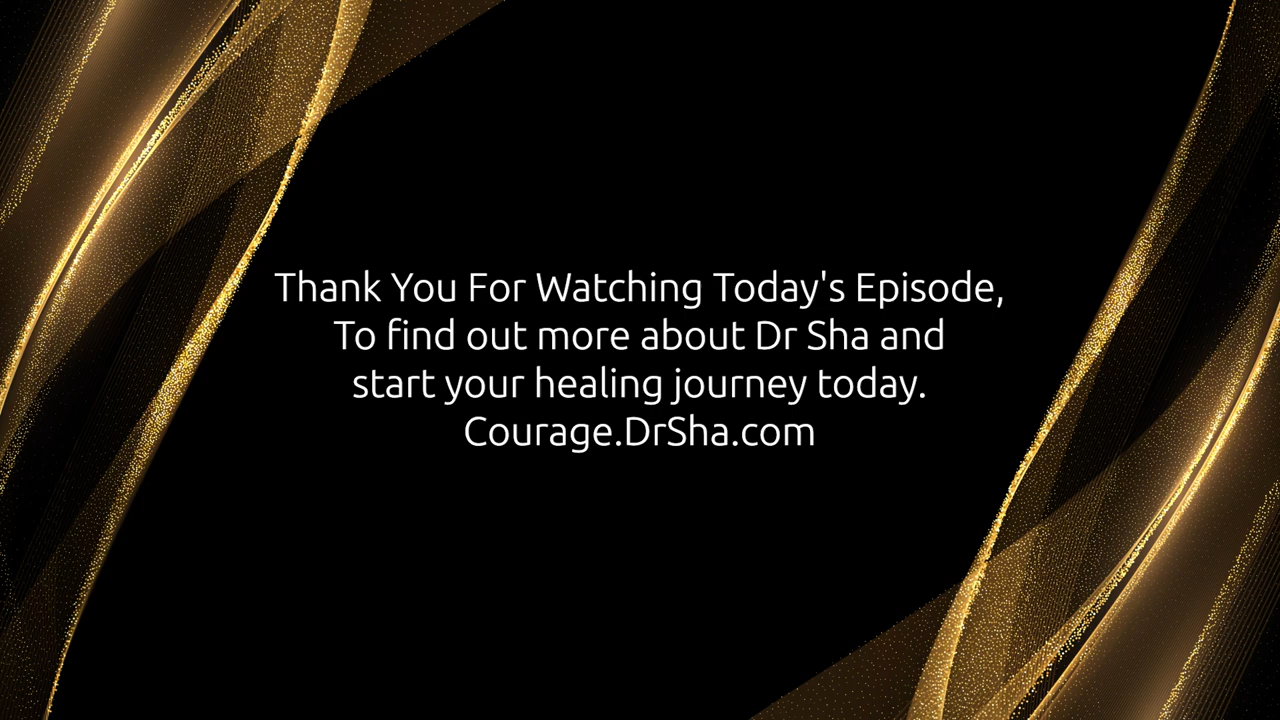 Thank You For Watching Today's Episode,
To find out more about Dr Sha and
start your healing journey today.
Courage.DrSha.com